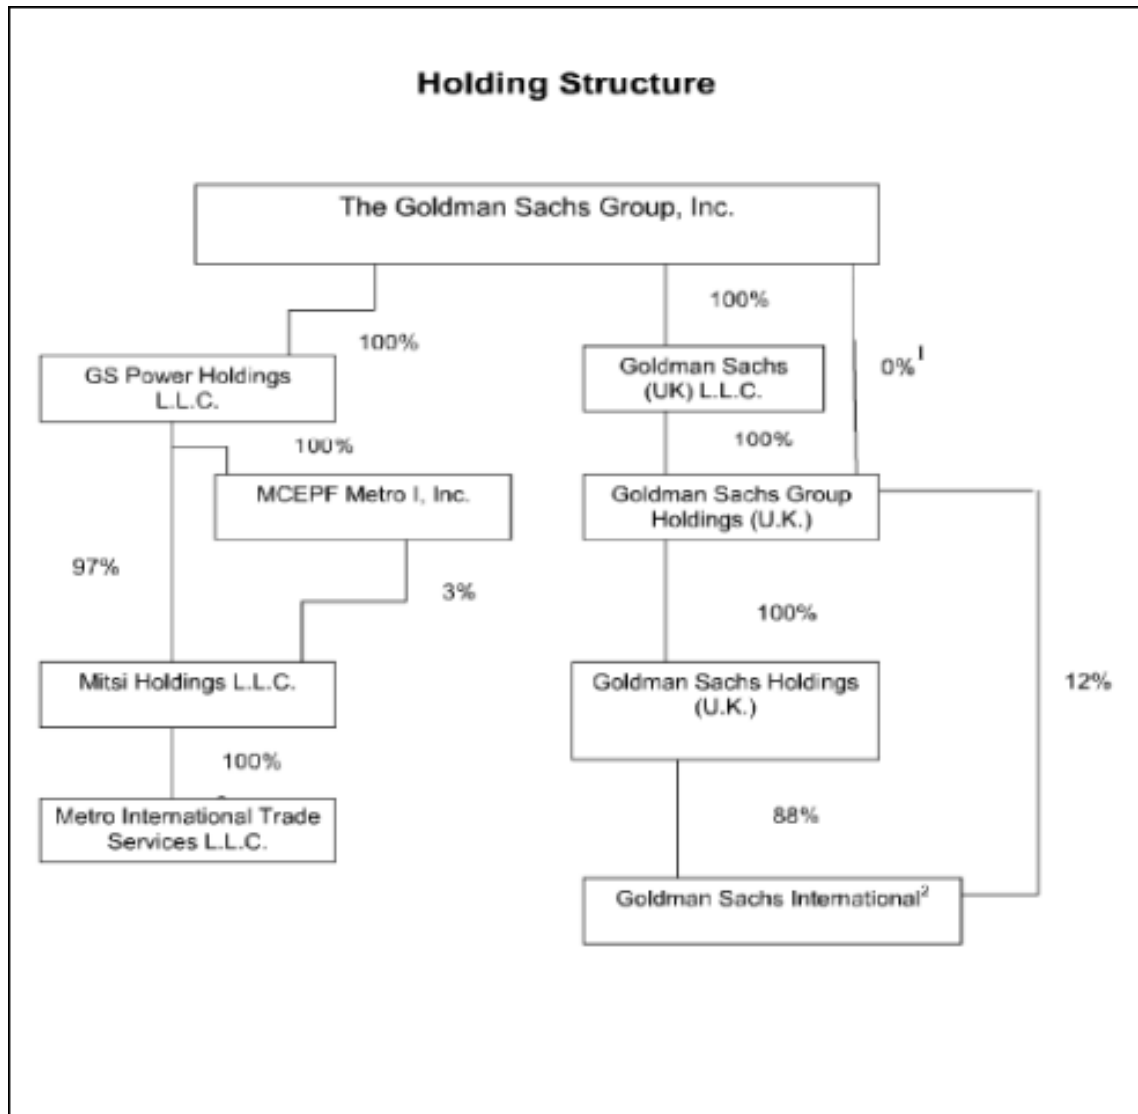 Holding Structure
The Goldman Sachs Group, Inc.
100%
100%
0%¹
GS Power Holdings
L.L.C.
Goldman Sachs
(UK) L.L.C.
100%
100%
MCEPF Metro I, Inc.
Goldman Sachs Group
Holdings (U.K.)
97%
3%
100%
Mitsi Holdings L.L.C.
Goldman Sachs Holdings
(U.K.)
12%
100%
Metro International Trade
Services L.L.C.
88%
Goldman Sachs International²